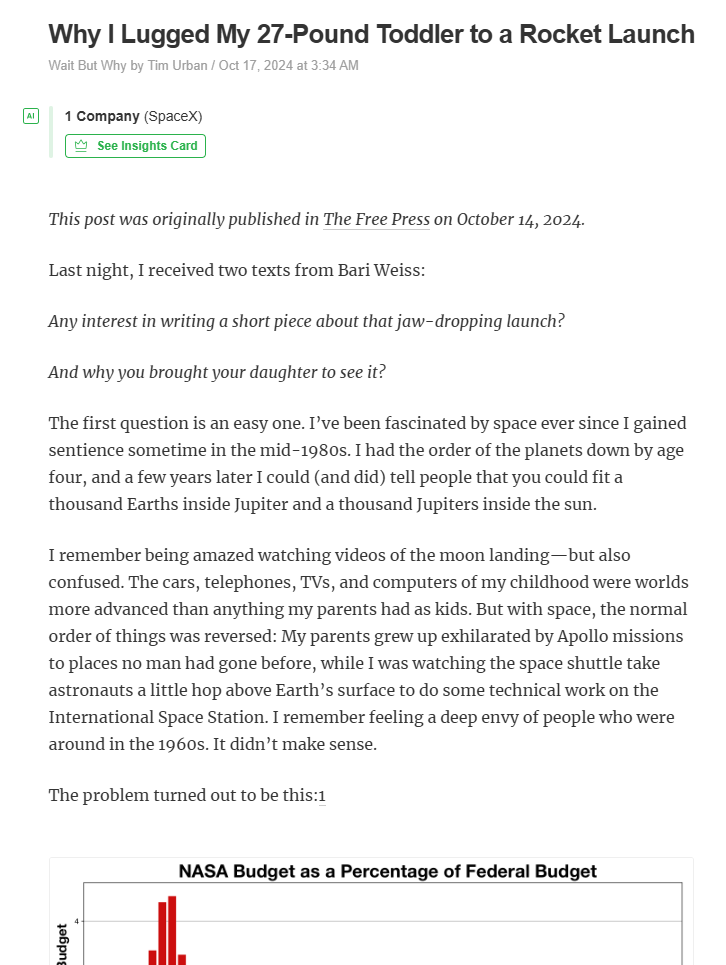 Why I Lugged My 27-Pound Toddler to a Rocket Launch
Wait But Why by Tim Urban / Oct 17, 2024 at 3:34 AM
AI
1 Company (SpaceX)
See Insights Card
This post was originally published in The Free Press on October 14, 2024.
Last night, I received two texts from Bari Weiss:
Any interest in writing a short piece about that jaw-dropping launch?
And why you brought your daughter to see it?
The first question is an easy one. I’ve been fascinated by space ever since I gained
sentience sometime in the mid-1980s. I had the order of the planets down by age
four, and a few years later I could (and did) tell people that you could fit a
thousand Earths inside Jupiter and a thousand Jupiters inside the sun.
I remember being amazed watching videos of the moon landing—but also
confused. The cars, telephones, TVs, and computers of my childhood were worlds
more advanced than anything my parents had as kids. But with space, the normal
order of things was reversed: My parents grew up exhilarated by Apollo missions
to places no man had gone before, while I was watching the space shuttle take
astronauts a little hop above Earth’s surface to do some technical work on the
International Space Station. I remember feeling a deep envy of people who were
around in the 1960s. It didn’t make sense.
The problem turned out to be this:1
NASA Budget as a Percentage of Federal Budget
4
Budget